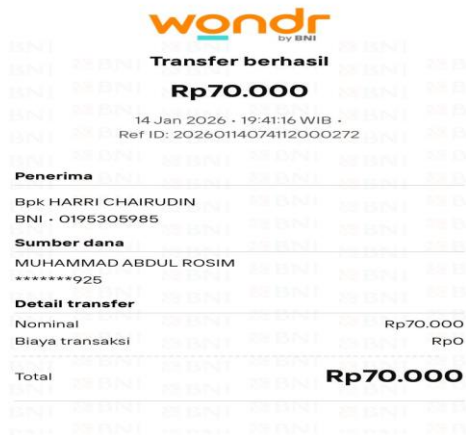 wondr
by BNI
Transfer berhasil
Rp70.000
14 Jan 2026 • 19:41:16 WIB •
Ref ID: 20260114074112000272
Penerima
Bpk HARRI CHAIRUDIN
BNI • 0195305985
Sumber dana
MUHAMMAD ABDUL ROSIM
*******925
Detail transfer
Nominal Rp70.000
Biaya transaksi Rp0
Total Rp70.000